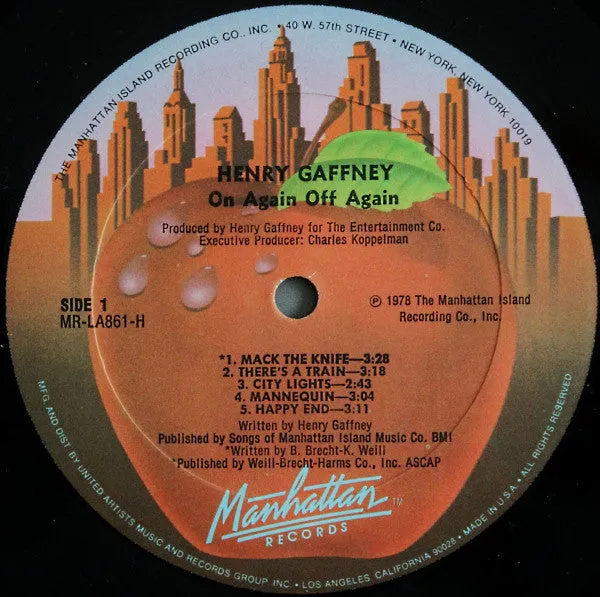 THE MANHATTAN ISLAND RECORDING CO., INC. • 40 W. 57th STREET • NEW YORK, NEW YORK 10019
HENRY GAFFNEY
On Again Off Again
Produced by Henry Gaffney for The Entertainment Co.
Executive Producer: Charles Koppelman
SIDE 1
MR-LA861-H
℗ 1978 The Manhattan Island
Recording Co., Inc.
*1. MACK THE KNIFE—3:28
2. THERE'S A TRAIN—3:18
3. CITY LIGHTS—2:43
4. MANNEQUIN—3:04
5. HAPPY END—3:11
Written by Henry Gaffney
Published by Songs of Manhattan Island Music Co. BMI
*Written by B. Brecht-K. Weill
*Published by Weill-Brecht-Harms Co., Inc. ASCAP
Manhattan TM
RECORDS
MFG. AND DIST. BY UNITED ARTISTS MUSIC AND RECORDS GROUP INC. • LOS ANGELES CALIFORNIA 90028 • MADE IN U.S.A. • ALL RIGHTS RESERVED